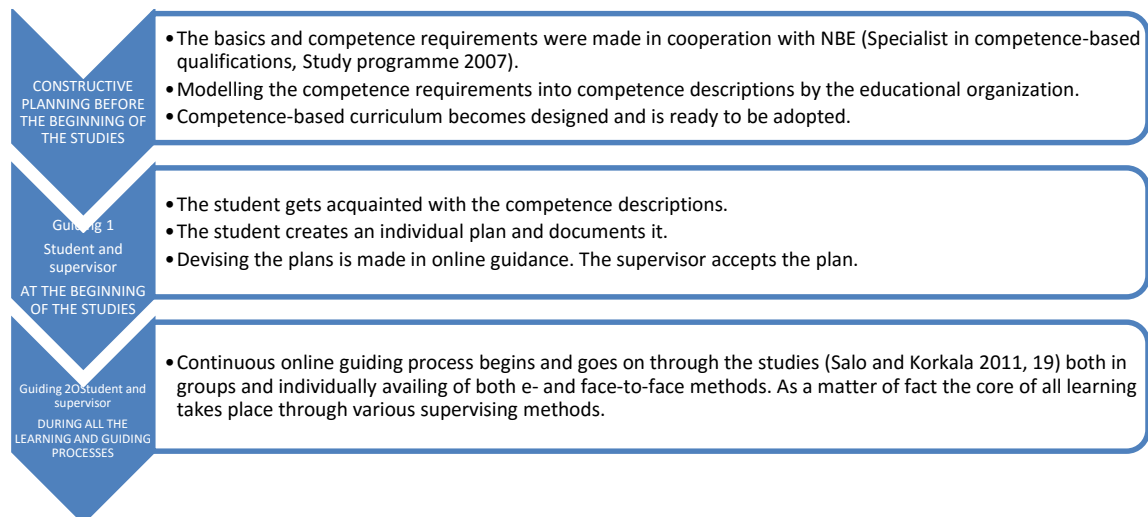 CONSTRUCTIVE
PLANNING BEFORE
THE BEGINNING OF
THE STUDIES
•The basics and competence requirements were made in cooperation with NBE (Specialist in competence-based
qualifications, Study programme 2007).
•Modelling the competence requirements into competence descriptions by the educational organization.
•Competence-based curriculum becomes designed and is ready to be adopted.
Guiding 1
Student and
supervisor
AT THE BEGINNING
OF THE STUDIES
•The student gets acquainted with the competence descriptions.
•The student creates an individual plan and documents it.
•Devising the plans is made in online guidance. The supervisor accepts the plan.
Guiding 2OStudent and
supervisor
DURING ALL THE
LEARNING AND GUIDING
PROCESSES
•Continuous online guiding process begins and goes on through the studies (Salo and Korkala 2011, 19) both in
groups and individually availing of both e- and face-to-face methods. As a matter of fact the core of all learning
takes place through various supervising methods.